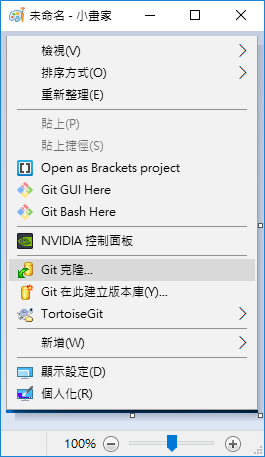 未命名 - 小畫家
檢視(V)
排序方式(O)
重新整理(E)
貼上(P)
貼上捷徑(S)
Open as Brackets project
Git GUI Here
Git Bash Here
NVIDIA 控制面板
Git 克隆...
Git 在此建立版本庫(Y)...
TortoiseGit
新增(W)
顯示設定(D)
個人化(R)
100%